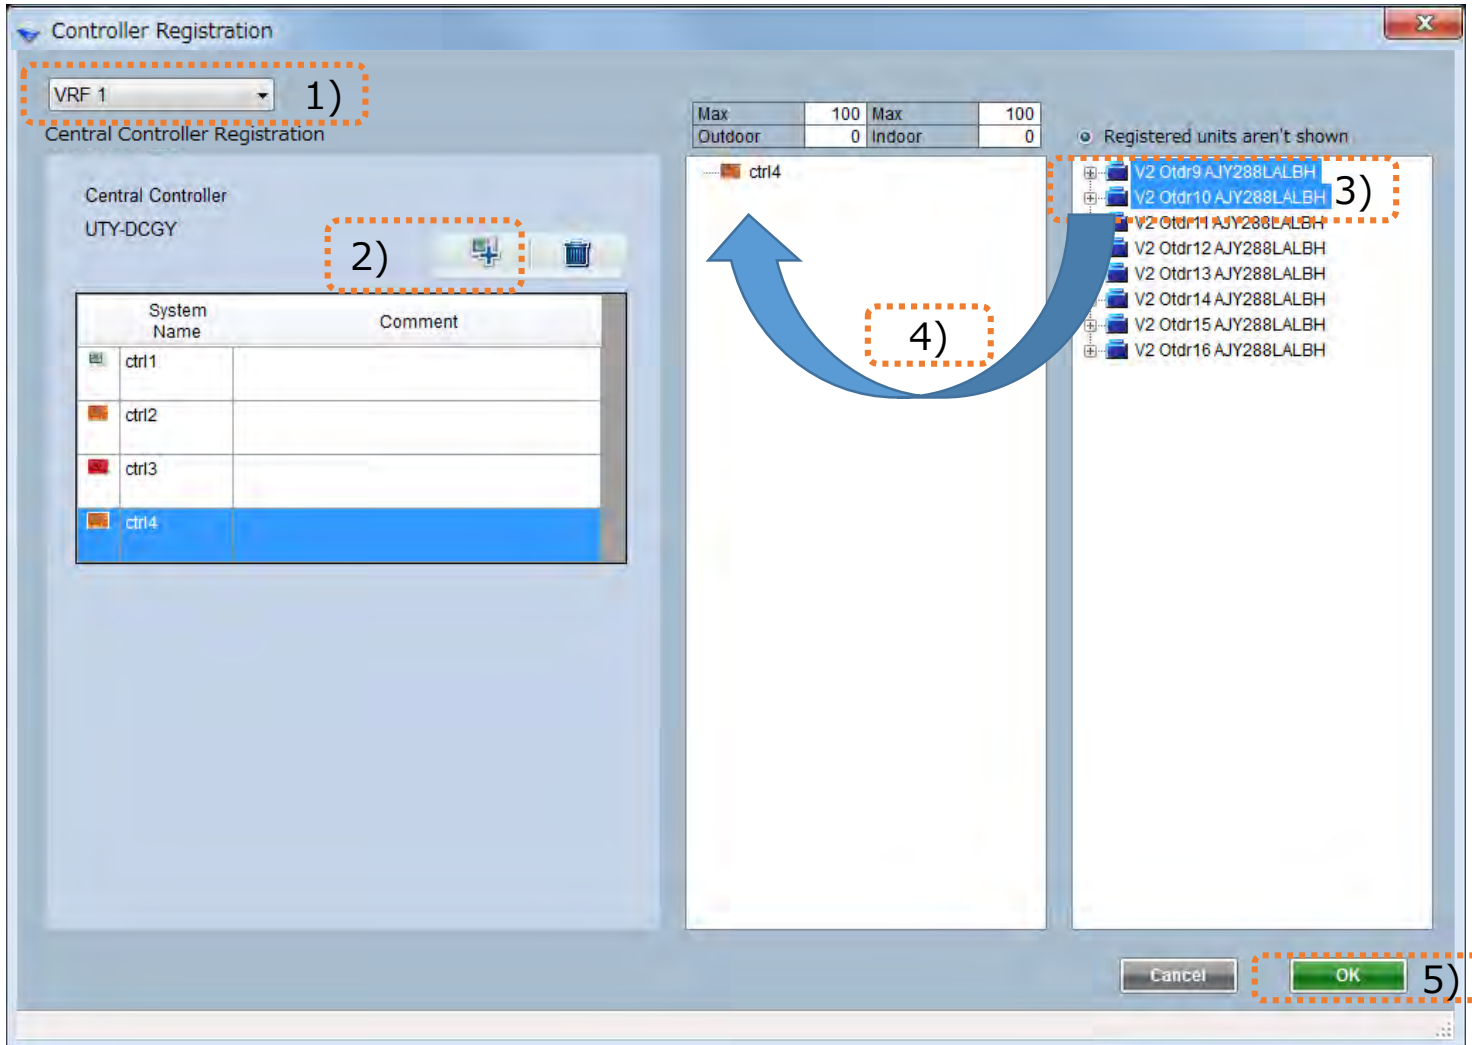 Controller Registration
VRF 1
1)
Central Controller Registration
Central Controller
UTY-DCGY
2)
System Name
Comment
ctrl1
ctrl2
ctrl3
ctrl4
Max 100 Max 100
Outdoor 0 Indoor 0
ctrl4
4)
Registered units aren't shown
V2 Otdr9 AJY288LALBH
3)
V2 Otdr10 AJY288LALBH
V2 Otdr11 AJY288LALBH
V2 Otdr12 AJY288LALBH
V2 Otdr13 AJY288LALBH
V2 Otdr14 AJY288LALBH
V2 Otdr15 AJY288LALBH
V2 Otdr16 AJY288LALBH
Cancel
OK
5)